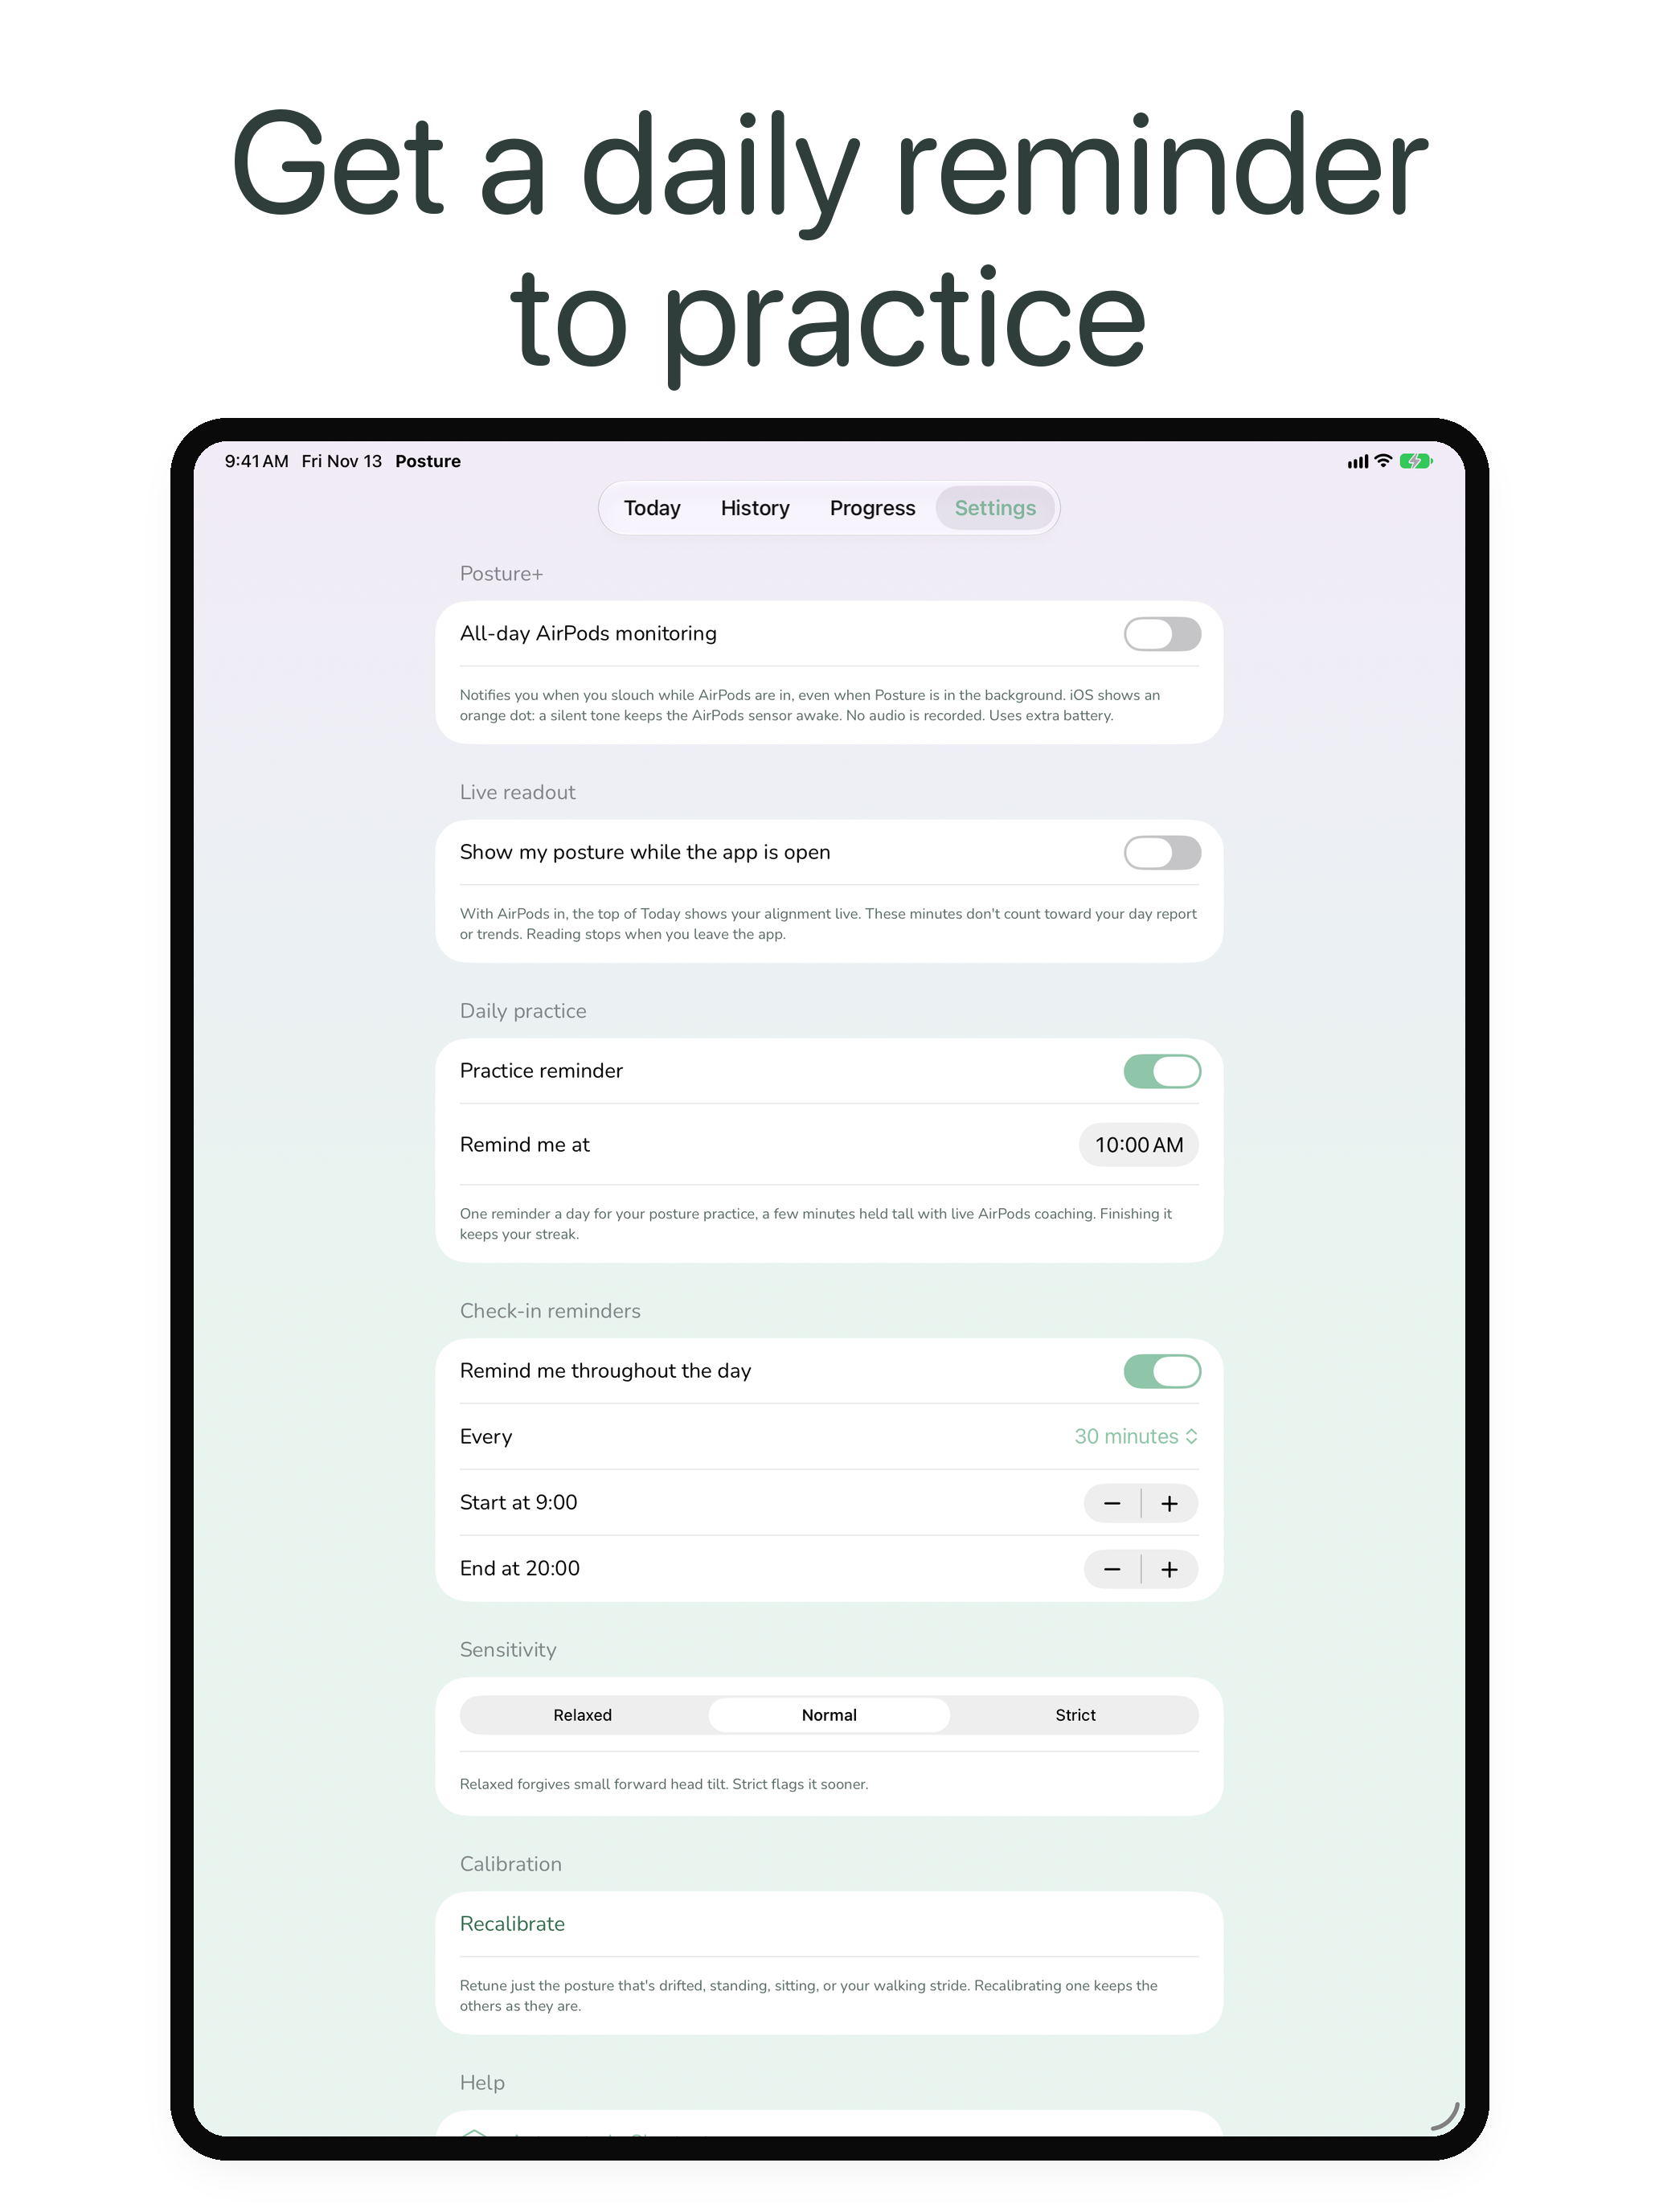 Get a daily reminder
to practice
9:41 AM Fri Nov 13 Posture
Today History Progress Settings
Posture+
All-day AirPods monitoring
Notifies you when you slouch while AirPods are in, even when Posture is in the background. iOS shows an
orange dot: a silent tone keeps the AirPods sensor awake. No audio is recorded. Uses extra battery.
Live readout
Show my posture while the app is open
With AirPods in, the top of Today shows your alignment live. These minutes don't count toward your day report
or trends. Reading stops when you leave the app.
Daily practice
Practice reminder
Remind me at 10:00 AM
One reminder a day for your posture practice, a few minutes held tall with live AirPods coaching. Finishing it
keeps your streak.
Check-in reminders
Remind me throughout the day
Every 30 minutes
Start at 9:00
End at 20:00
Sensitivity
Relaxed Normal Strict
Relaxed forgives small forward head tilt. Strict flags it sooner.
Calibration
Recalibrate
Retune just the posture that's drifted, standing, sitting, or your walking stride. Recalibrating one keeps the
others as they are.
Help